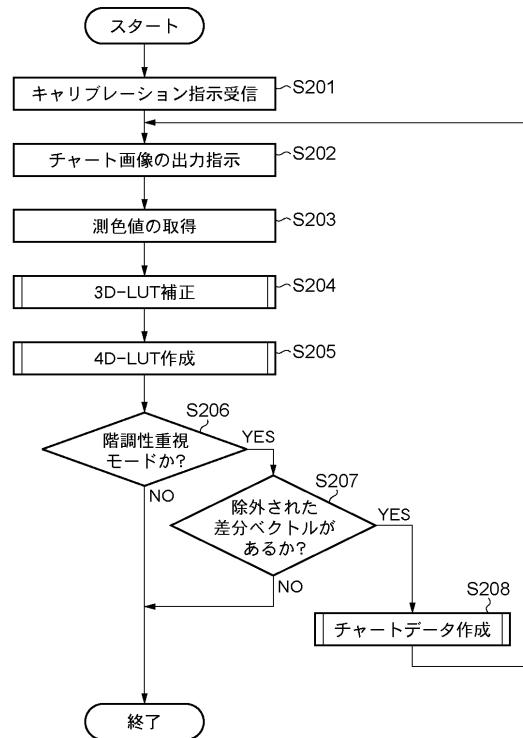 スタート
キャリブレーション指示受信
S201
チャート画像の出力指示
S202
測色値の取得
S203
3D-LUT補正
S204
4D-LUT作成
S205
S206
階調性重視
モードか?
YES
NO
S207
除外された
差分ベクトルが
あるか?
YES
NO
S208
チャートデータ作成
終了